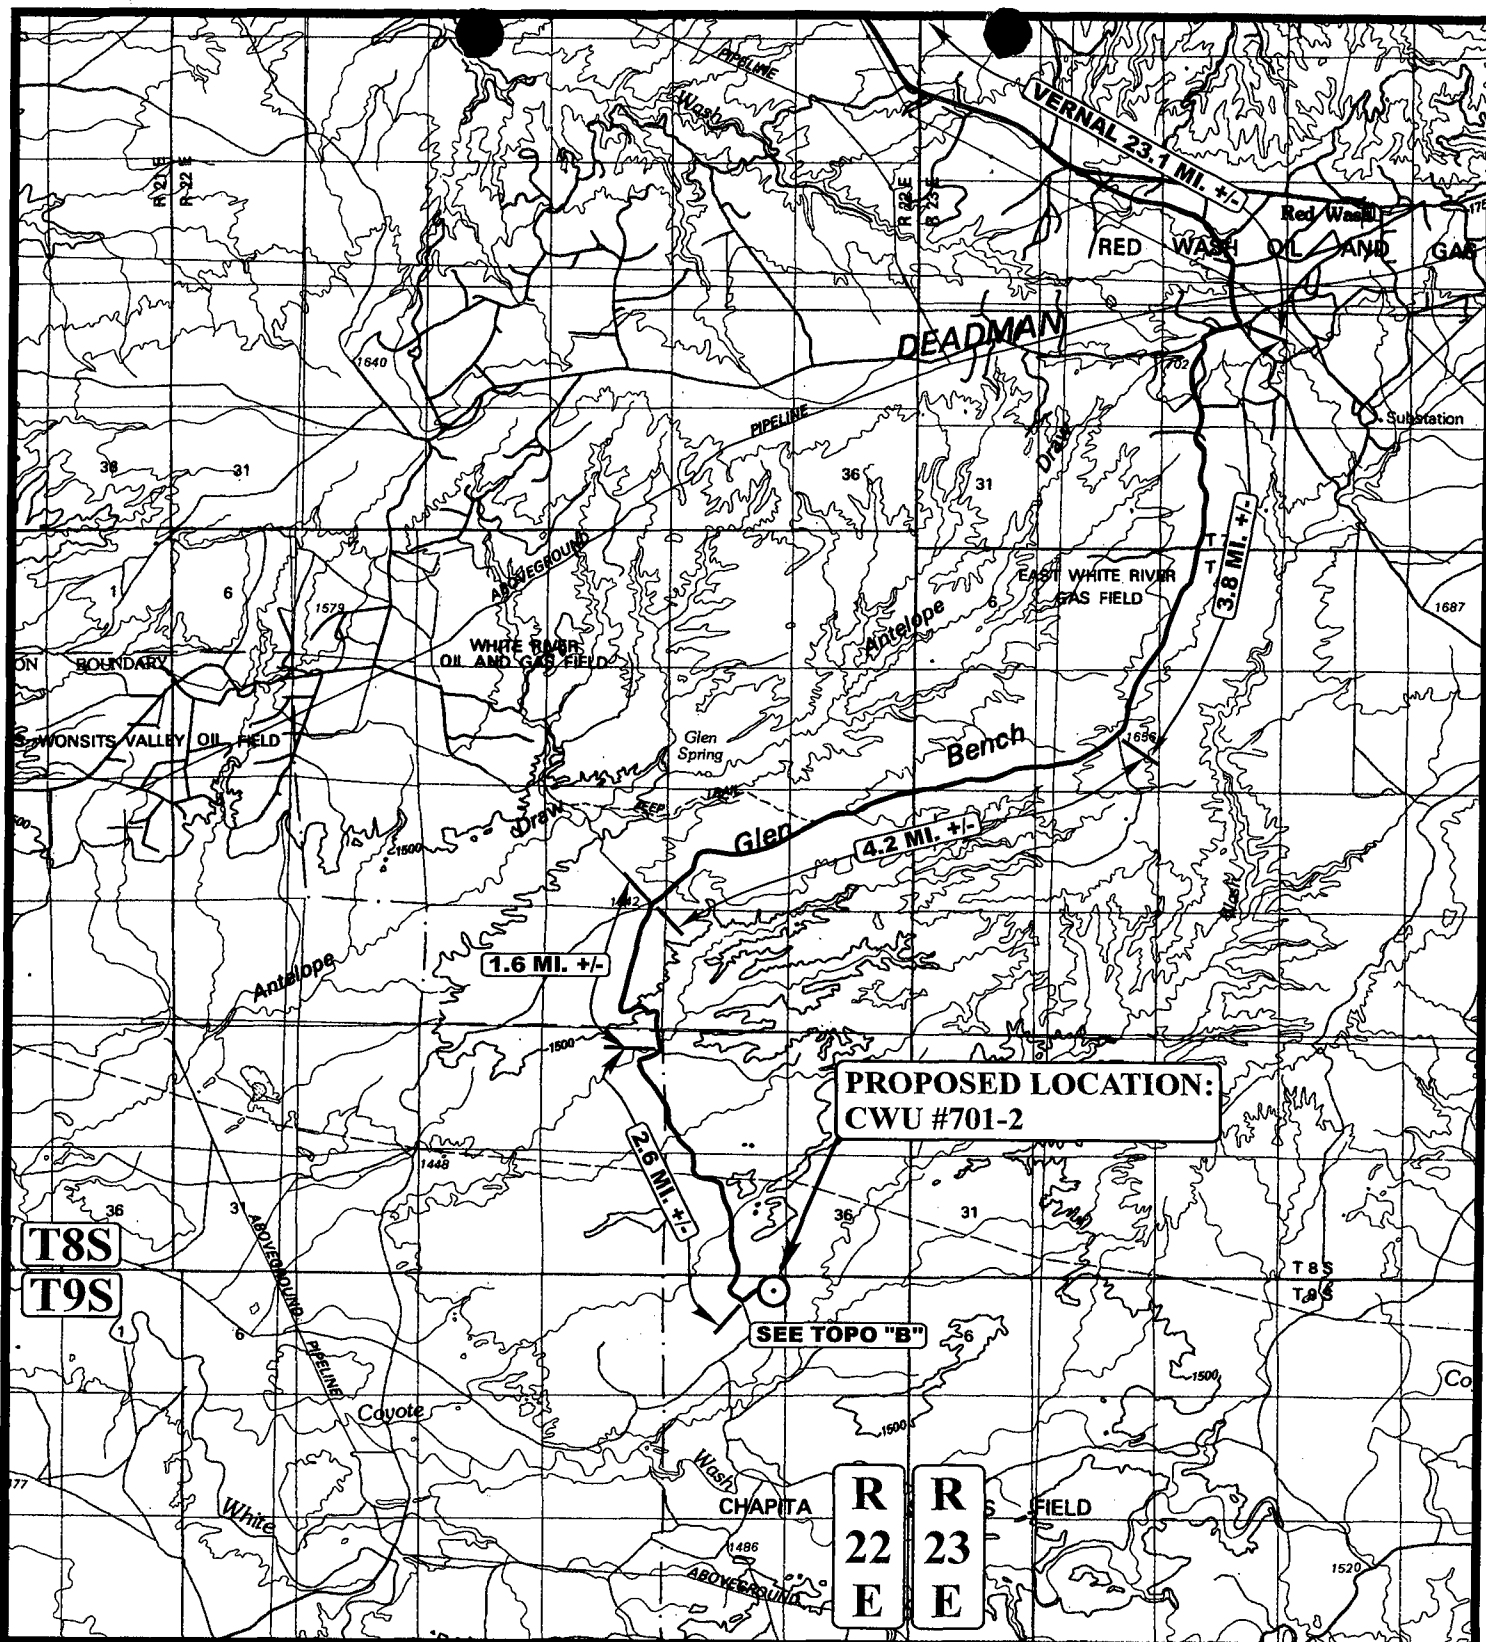 PIPELINE
Wash
VERNAL 23.1 MI. +/-
R 21 E
R 22 E
R 22 E
R 23 E
Red Wash
RED WASH OIL AND GAS
DEADMAN
1640
PIPELINE
Substation
Draw
36
31
36
31
3.8 MI. +/-
ABOVEGROUND
EAST WHITE RIVER
GAS FIELD
1
6
1579
6
1687
Antelope
WHITE RIVER
OIL AND GAS FIELD
ON BOUNDARY
S WONSITS VALLEY OIL FIELD
Glen
Spring
Bench
1656
JEEP TRAIL
Draw
Glen
4.2 MI. +/-
1500
1442
Wash
1.6 MI. +/-
Antelope
1500
PROPOSED LOCATION:
CWU #701-2
2.6 MI. +/-
1448
36
31
36
31
T8S
T9S
ABOVEGROUND PIPELINE
T 8 S
T 9 S
1
6
SEE TOPO "B"
6
1500
Co
Coyote
1500
Wash
White
CHAPITA
S FIELD
R
22
E
R
23
E
1486
ABOVEGROUND
1520